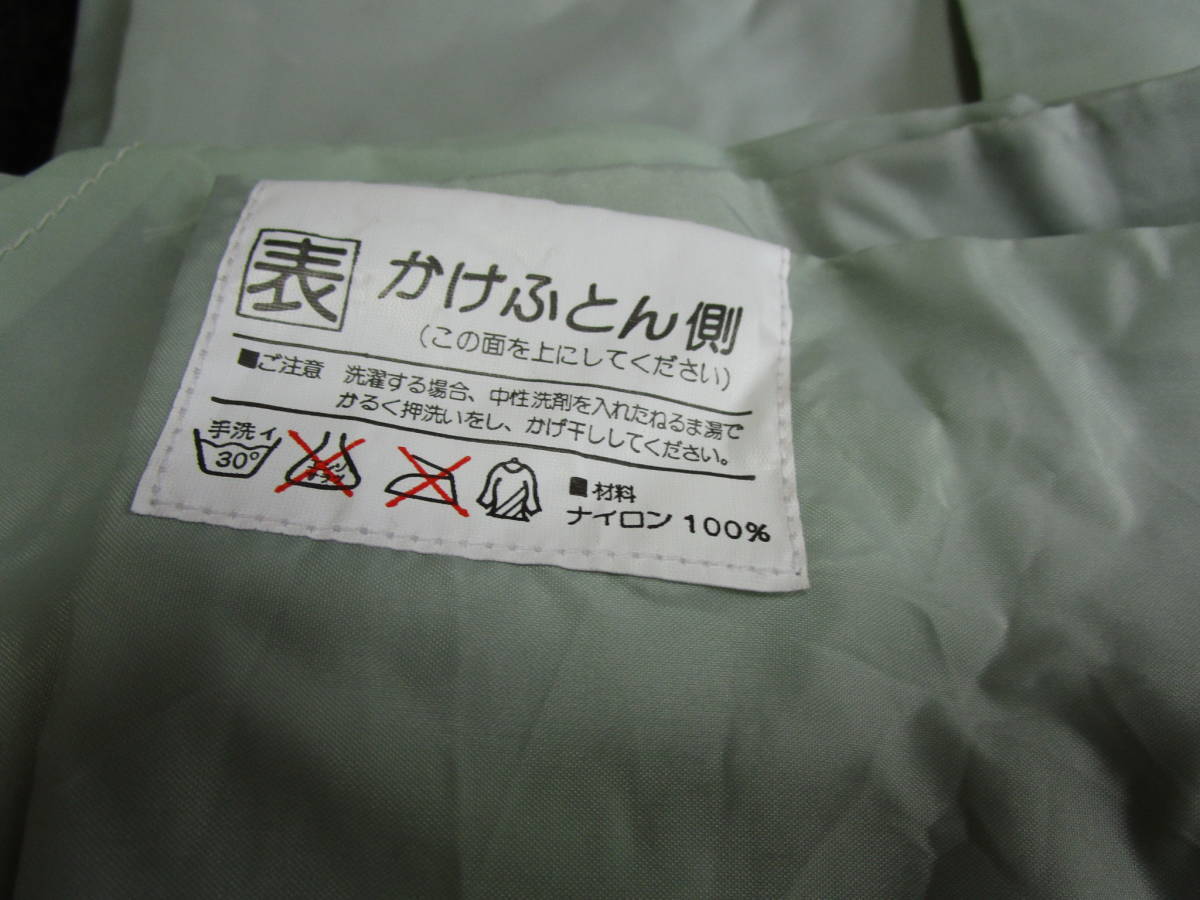 表 かけふとん側
(この面を上にしてください)
■ご注意 洗濯する場合、中性洗剤を入れたねるま湯で
かるく押洗いをし、かげ干ししてください。
手洗イ
30°
■材料
ナイロン 100%